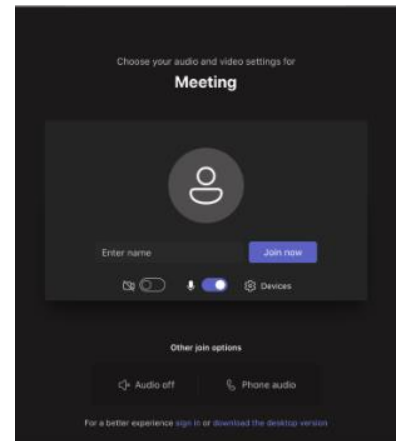 Choose your audio and video settings for
Meeting
Enter name
Join now
Devices
Other join options
Audio off
Phone audio
For a better experience sign in or download the desktop version